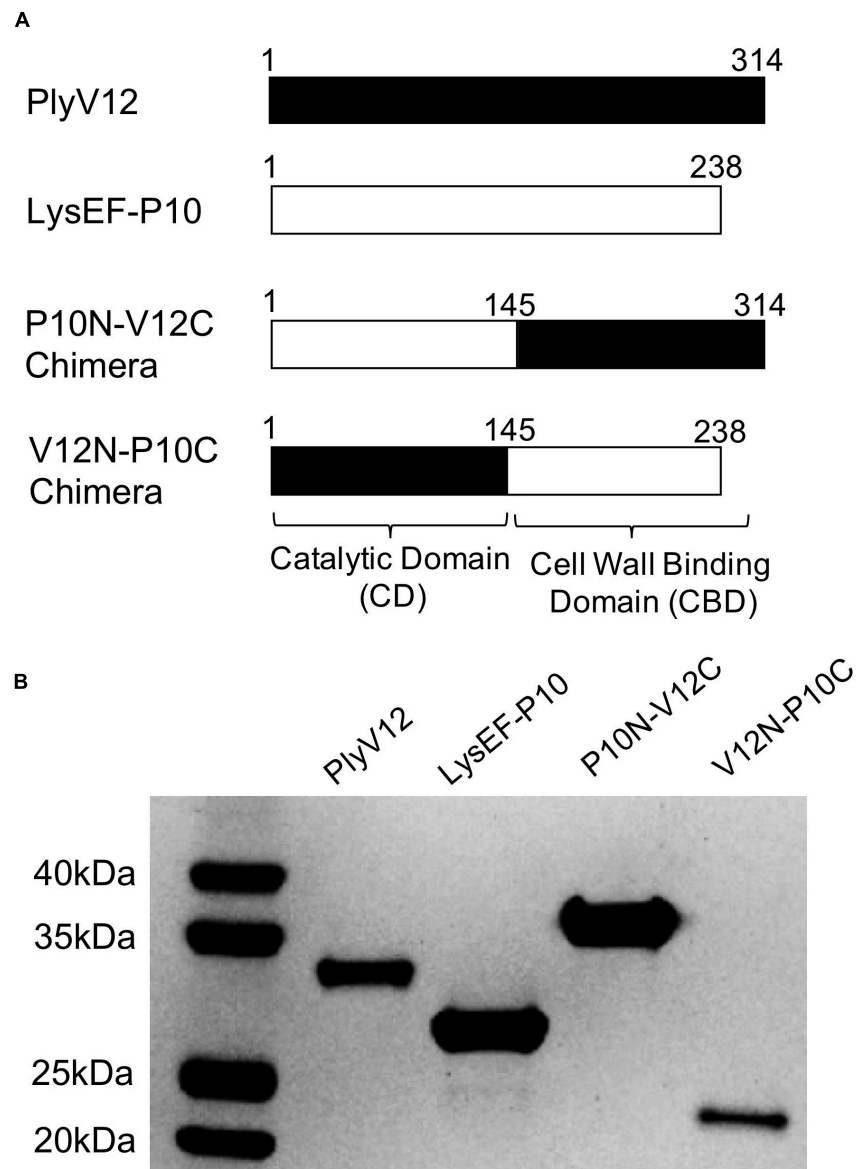 A
1 314
PlyV12
1 238
LysEF-P10
1 145 314
P10N-V12C
Chimera
1 145 238
V12N-P10C
Chimera
Catalytic Domain
(CD)
Cell Wall Binding
Domain (CBD)
B
PlyV12
LysEF-P10
P10N-V12C
V12N-P10C
40kDa
35kDa
25kDa
20kDa